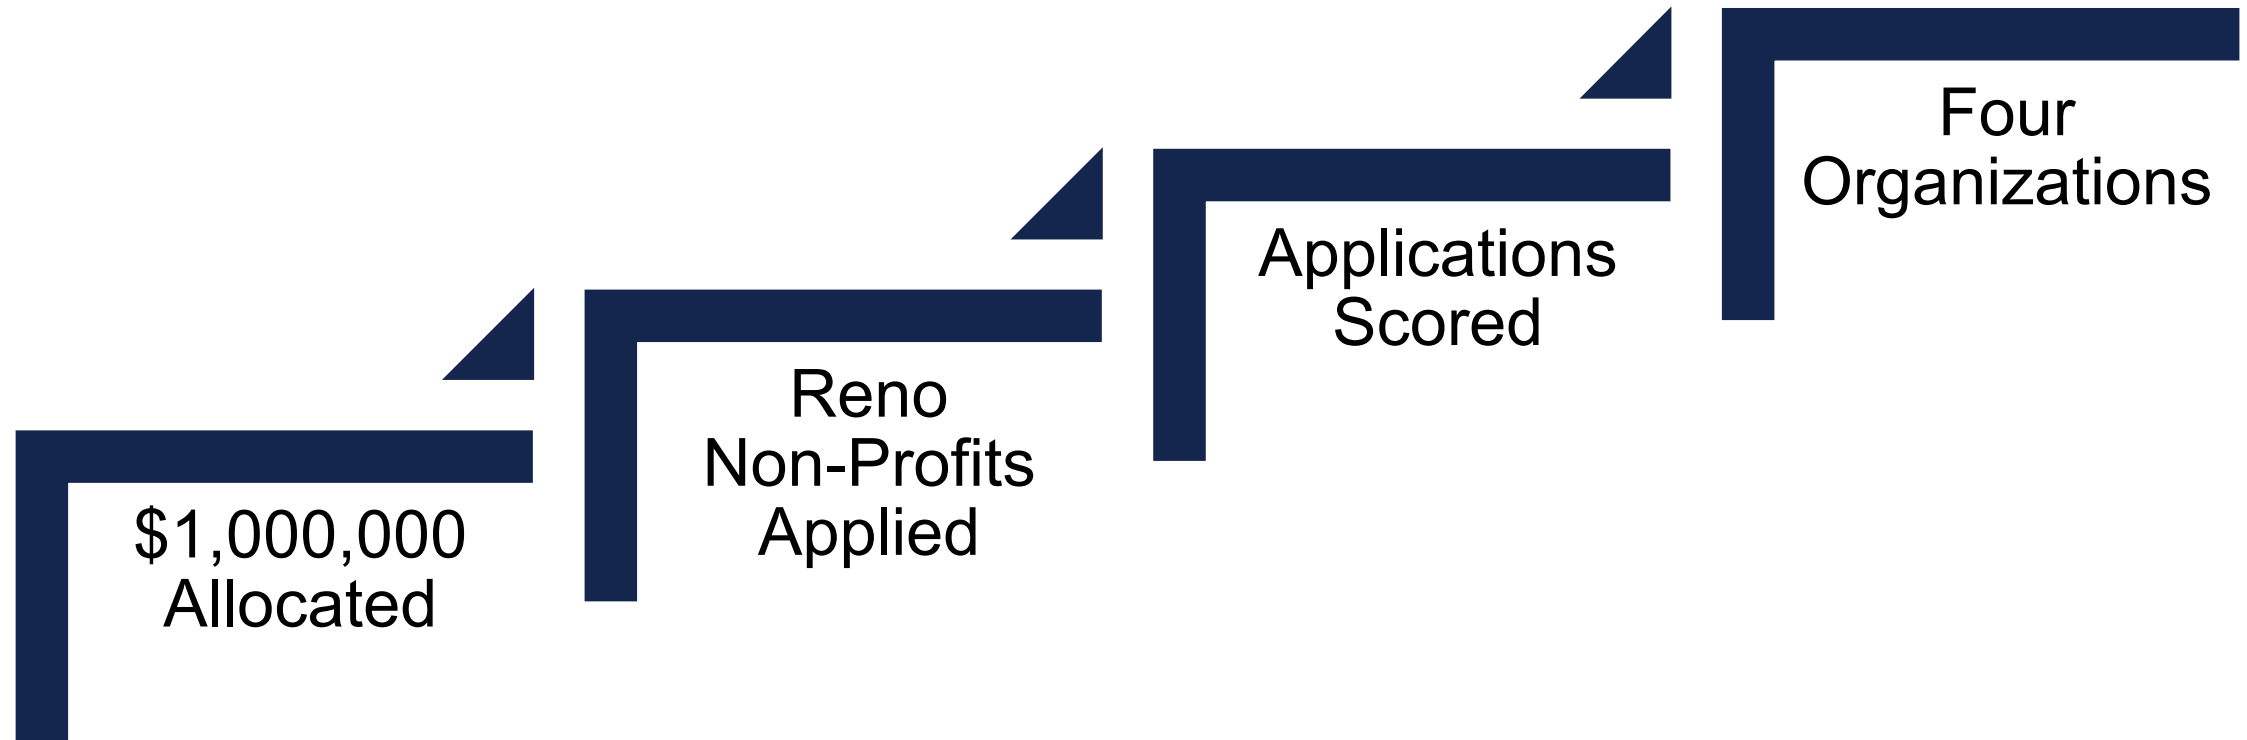 $1,000,000
Allocated
Reno
Non-Profits
Applied
Applications
Scored
Four
Organizations